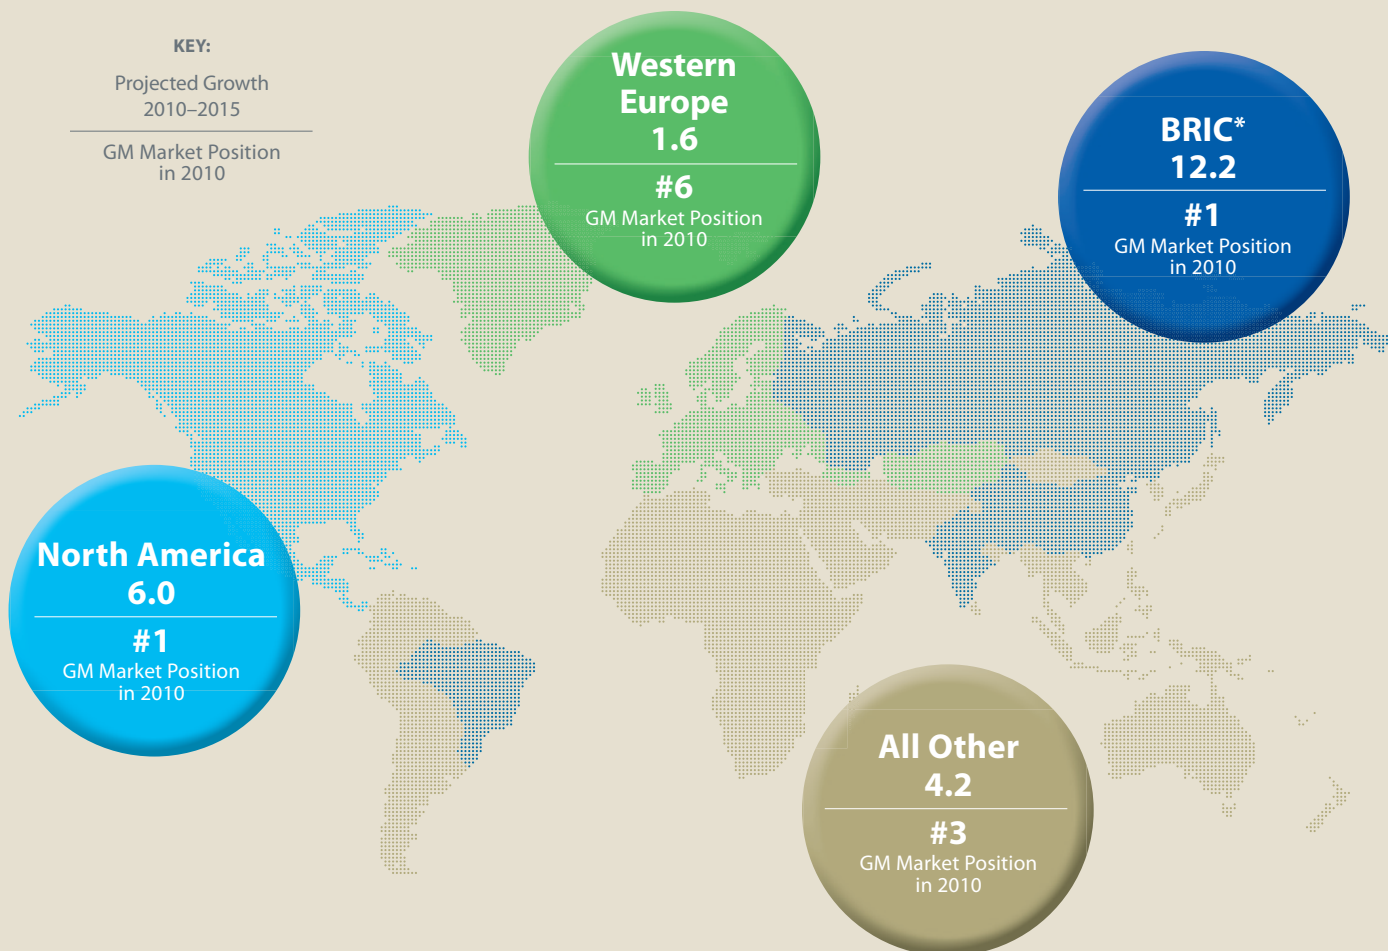 KEY:
Projected Growth
2010–2015
GM Market Position
in 2010
Western
Europe
1.6
#6
GM Market Position
in 2010
BRIC*
12.2
#1
GM Market Position
in 2010
North America
6.0
#1
GM Market Position
in 2010
All Other
4.2
#3
GM Market Position
in 2010